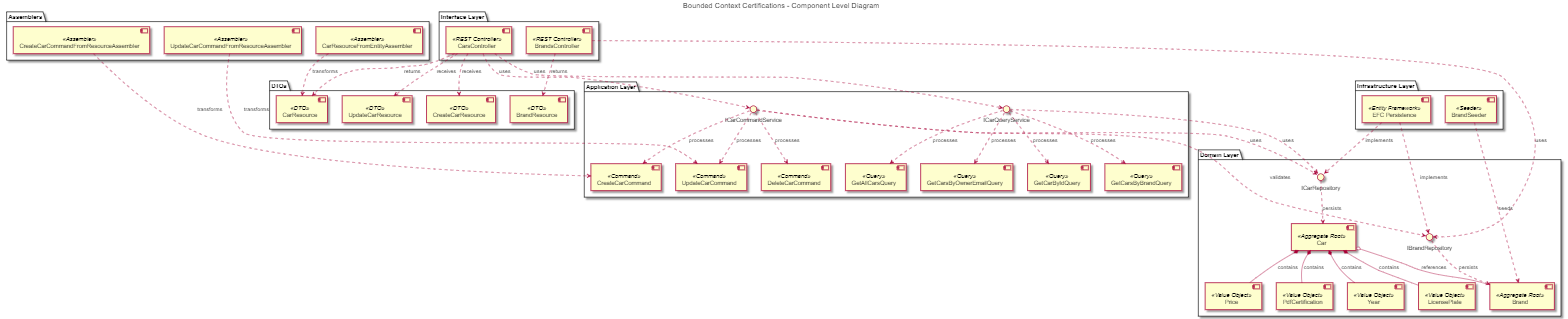 Bounded Context Certifications - Component Level Diagram
Assemblers
«Assembler»
CreateCarCommandFromResourceAssembler
«Assembler»
UpdateCarCommandFromResourceAssembler
«Assembler»
CarResourceFromEntityAssembler
Interface Layer
«REST Controller»
CarsController
«REST Controller»
BrandsController
transforms
returns
receives
receives
uses
uses
returns
DTOs
«DTO»
CarResource
«DTO»
UpdateCarResource
«DTO»
CreateCarResource
«DTO»
BrandResource
transforms
transforms
Application Layer
ICarCommandService
ICarQueryService
processes
processes
processes
processes
processes
processes
processes
«Command»
CreateCarCommand
«Command»
UpdateCarCommand
«Command»
DeleteCarCommand
«Query»
GetAllCarsQuery
«Query»
GetCarsByOwnerEmailQuery
«Query»
GetCarByIdQuery
«Query»
GetCarsByBrandQuery
Infrastructure Layer
«Entity Framework»
EFC Persistence
«Seeder»
BrandSeeder
uses
uses
implements
uses
Domain Layer
validates
implements
seeds
ICarRepository
persists
«Aggregate Root»
Car
IBrandRepository
contains
contains
contains
contains
references
persists
«Value Object»
Price
«Value Object»
PdfCertification
«Value Object»
Year
«Value Object»
LicensePlate
«Aggregate Root»
Brand